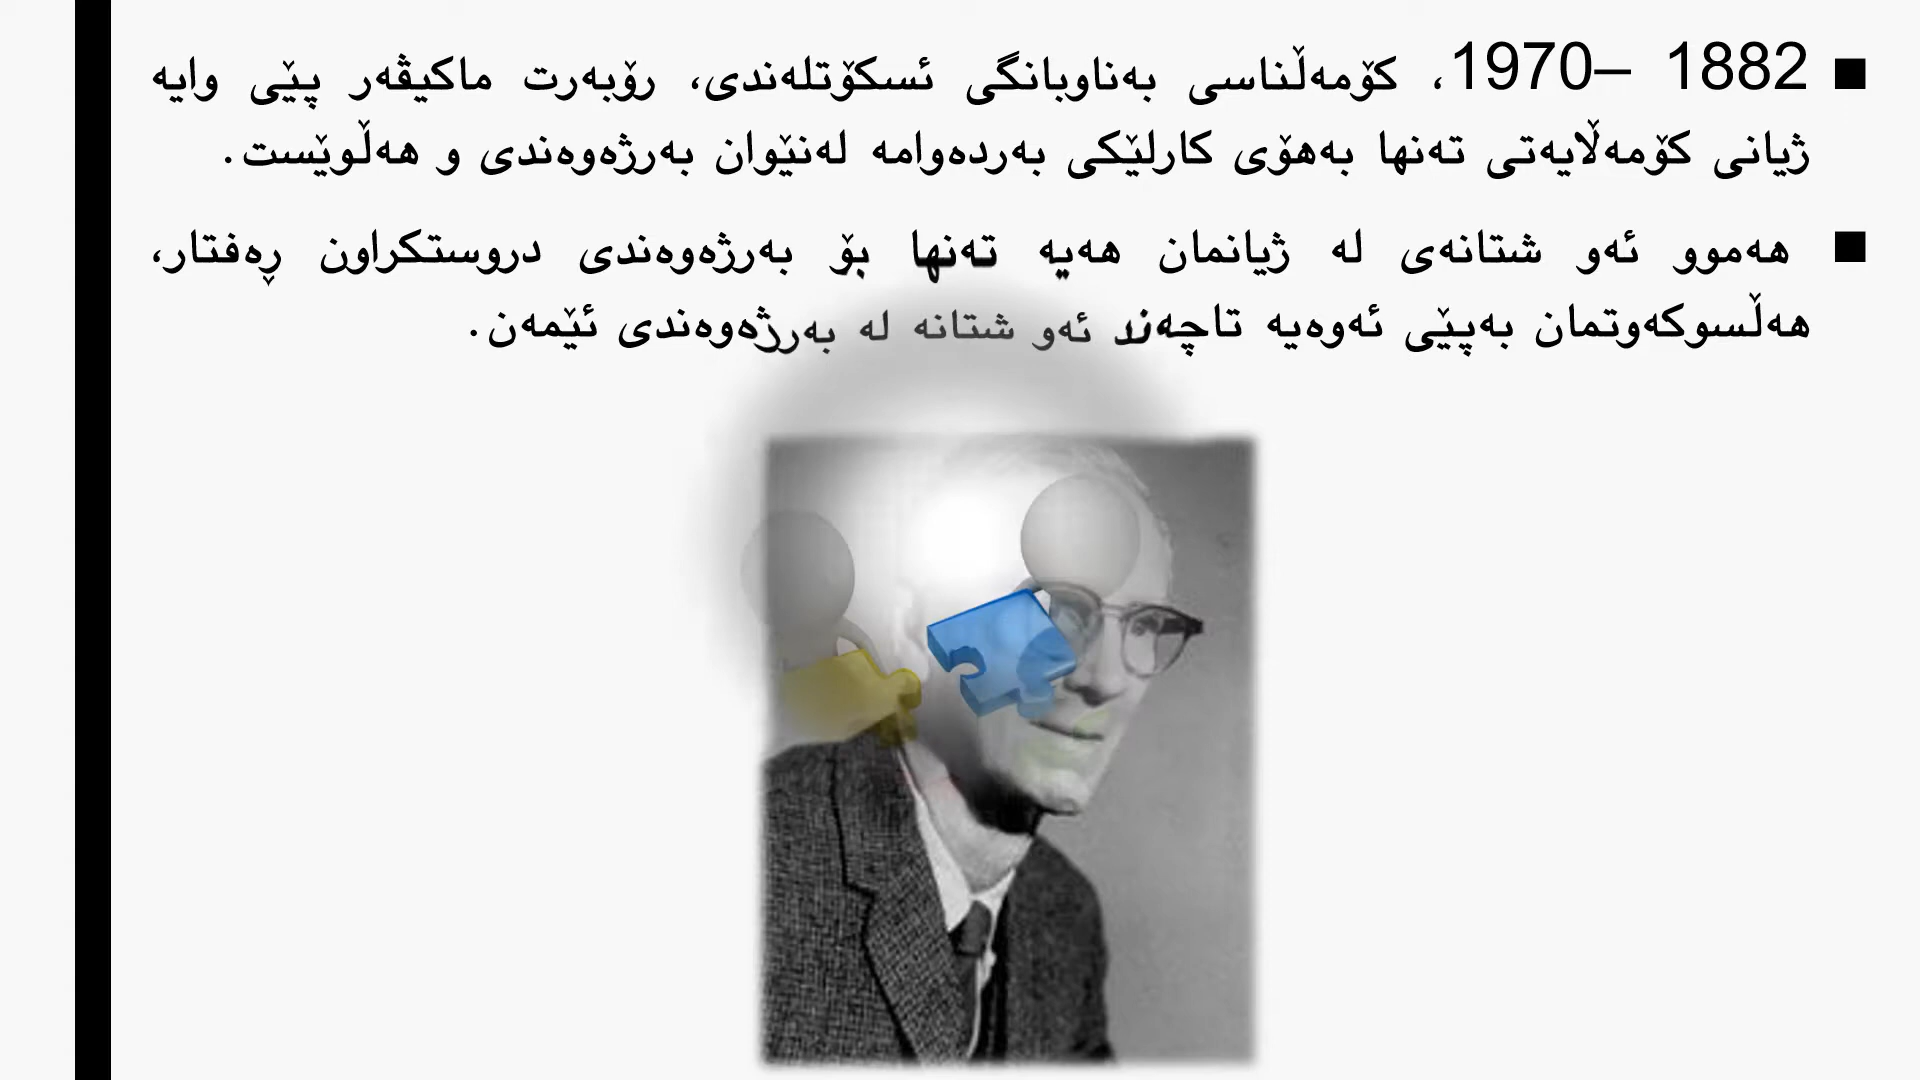 1882 –1970، کۆمەڵناسی بەناوبانگی ئسکۆتلەندی، رۆبەرت ماکیڤەر پێی وایە
ژیانی کۆمەڵایەتی تەنها بەهۆی کارلێکی بەردەوامە لەنێوان بەرژەوەندی و هەڵوێست.
هەموو ئەو شتانەی لە ژیانمان هەیە تەنها بۆ بەرژەوەندی دروستکراون ڕەفتار،
هەڵسوکەوتمان بەپێی ئەوەیە تاچەند ئەو شتانە لە بەرژەوەندی ئێمەن.